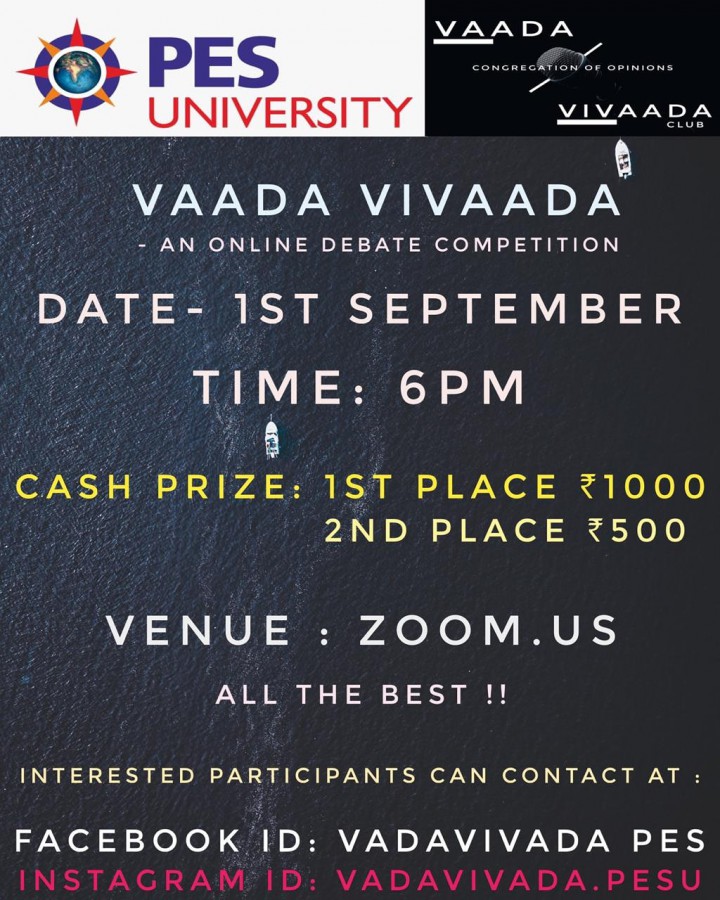 PES
UNIVERSITY
VAADA
CONGREGATION OF OPINIONS
VIVAADA
CLUB
VAADA VIVAADA
- AN ONLINE DEBATE COMPETITION
DATE- 1ST SEPTEMBER
TIME: 6PM
CASH PRIZE: 1ST PLACE ₹1000
2ND PLACE ₹500
VENUE : ZOOM.US
ALL THE BEST !!
INTERESTED PARTICIPANTS CAN CONTACT AT :
FACEBOOK ID: VADAVIVADA PES
INSTAGRAM ID: VADAVIVADA.PESU